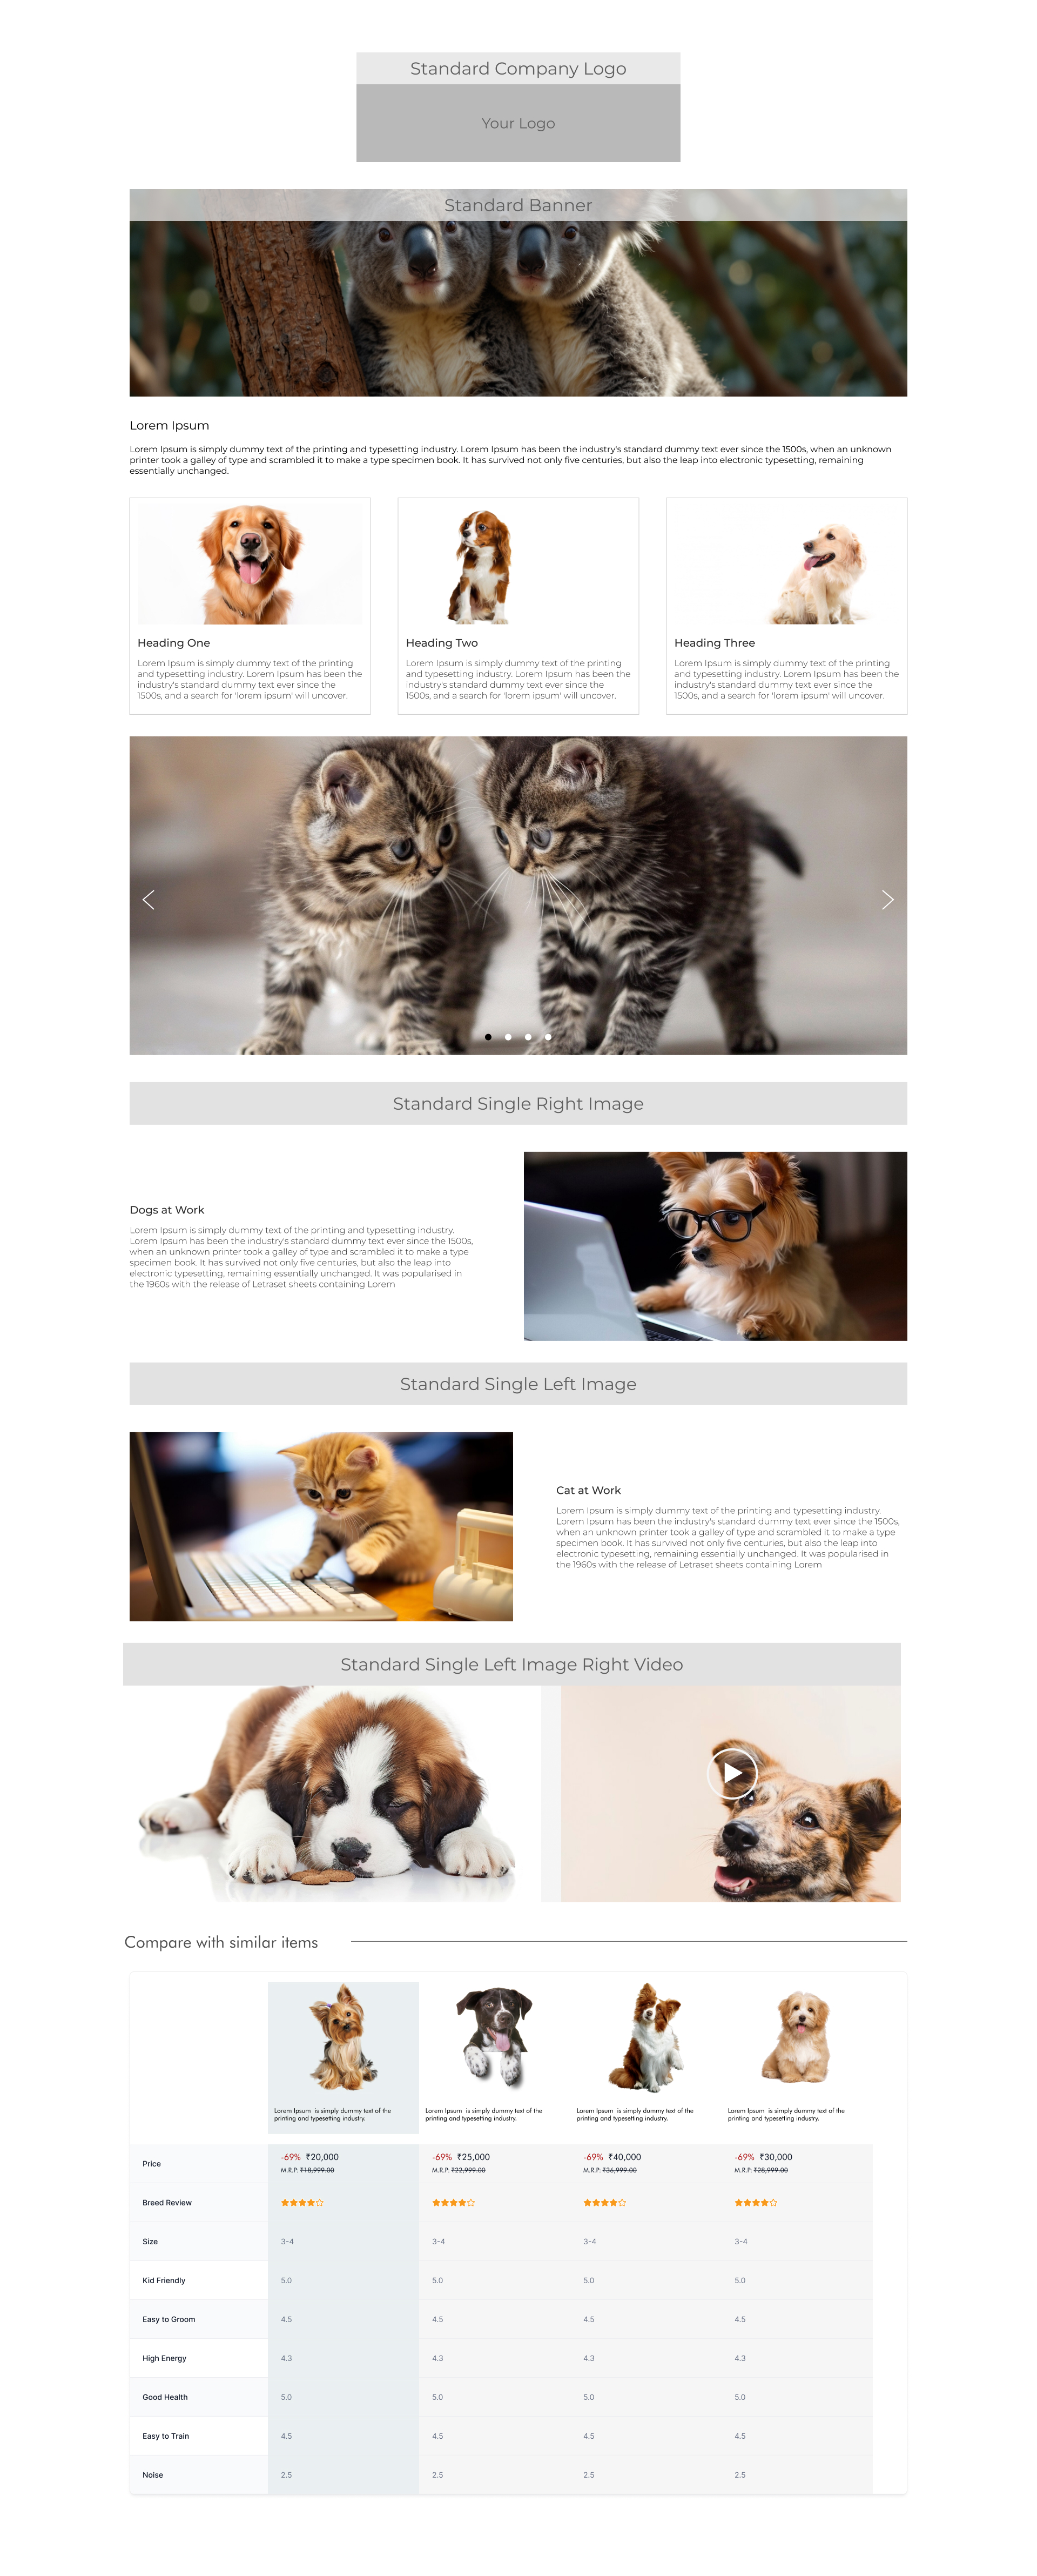 Standard Company Logo
Your Logo
Standard Banner
Lorem Ipsum
Lorem Ipsum is simply dummy text of the printing and typesetting industry. Lorem Ipsum has been the industry's standard dummy text ever since the 1500s, when an unknown
printer took a galley of type and scrambled it to make a type specimen book. It has survived not only five centuries, but also the leap into electronic typesetting, remaining
essentially unchanged.
Heading One
Lorem Ipsum is simply dummy text of the printing
and typesetting industry. Lorem Ipsum has been the
industry's standard dummy text ever since the
1500s, and a search for 'lorem ipsum' will uncover.
Heading Two
Lorem Ipsum is simply dummy text of the printing
and typesetting industry. Lorem Ipsum has been the
industry's standard dummy text ever since the
1500s, and a search for 'lorem ipsum' will uncover.
Heading Three
Lorem Ipsum is simply dummy text of the printing
and typesetting industry. Lorem Ipsum has been the
industry's standard dummy text ever since the
1500s, and a search for 'lorem ipsum' will uncover.
Standard Single Right Image
Dogs at Work
Lorem Ipsum is simply dummy text of the printing and typesetting industry.
Lorem Ipsum has been the industry's standard dummy text ever since the 1500s,
when an unknown printer took a galley of type and scrambled it to make a type
specimen book. It has survived not only five centuries, but also the leap into
electronic typesetting, remaining essentially unchanged. It was popularised in
the 1960s with the release of Letraset sheets containing Lorem
Standard Single Left Image
Cat at Work
Lorem Ipsum is simply dummy text of the printing and typesetting industry.
Lorem Ipsum has been the industry's standard dummy text ever since the 1500s,
when an unknown printer took a galley of type and scrambled it to make a type
specimen book. It has survived not only five centuries, but also the leap into
electronic typesetting, remaining essentially unchanged. It was popularised in
the 1960s with the release of Letraset sheets containing Lorem
Standard Single Left Image Right Video
Compare with similar items
Lorem Ipsum is simply dummy text of the
printing and typesetting industry.
Lorem Ipsum is simply dummy text of the
printing and typesetting industry.
Lorem Ipsum is simply dummy text of the
printing and typesetting industry.
Lorem Ipsum is simply dummy text of the
printing and typesetting industry.
Price -69% ₹20,000 -69% ₹25,000 -69% ₹40,000 -69% ₹30,000
M.R.P: ₹18,999.00 M.R.P: ₹22,999.00 M.R.P: ₹36,999.00 M.R.P: ₹28,999.00
Breed Review
Size 3-4 3-4 3-4 3-4
Kid Friendly 5.0 5.0 5.0 5.0
Easy to Groom 4.5 4.5 4.5 4.5
High Energy 4.3 4.3 4.3 4.3
Good Health 5.0 5.0 5.0 5.0
Easy to Train 4.5 4.5 4.5 4.5
Noise 2.5 2.5 2.5 2.5